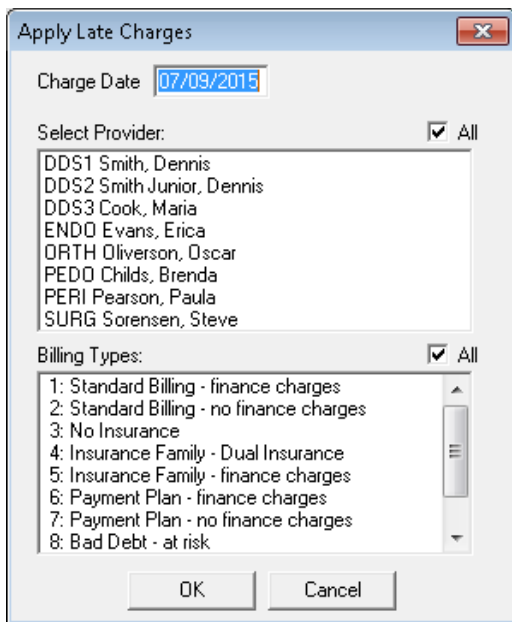 Apply Late Charges
Charge Date 07/09/2015
Select Provider: All
DDS1 Smith, Dennis
DDS2 Smith Junior, Dennis
DDS3 Cook, Maria
ENDO Evans, Erica
ORTH Oliverson, Oscar
PEDO Childs, Brenda
PERI Pearson, Paula
SURG Sorensen, Steve
Billing Types: All
1: Standard Billing - finance charges
2: Standard Billing - no finance charges
3: No Insurance
4: Insurance Family - Dual Insurance
5: Insurance Family - finance charges
6: Payment Plan - finance charges
7: Payment Plan - no finance charges
8: Bad Debt - at risk
OK Cancel